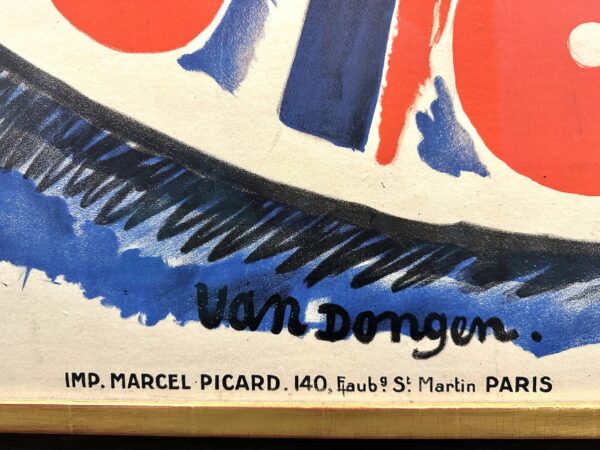 Van Dongen.
IMP. MARCEL PICARD. 140, Faubg St Martin PARIS